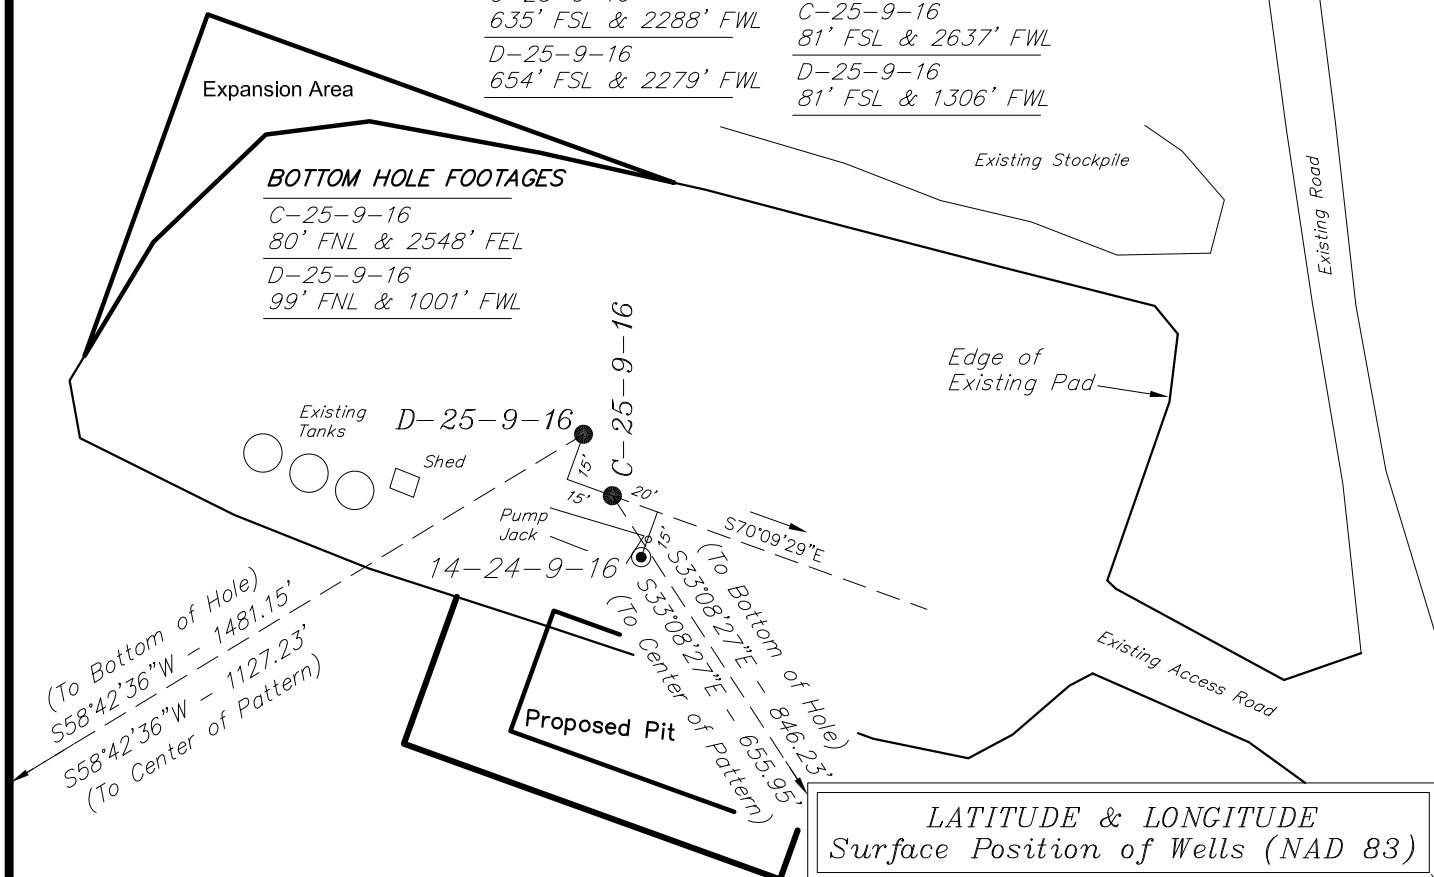 635' FSL & 2288' FWL
D-25-9-16
654' FSL & 2279' FWL
C-25-9-16
81' FSL & 2637' FWL
D-25-9-16
81' FSL & 1306' FWL
Expansion Area
Existing Stockpile
Existing Road
BOTTOM HOLE FOOTAGES
C-25-9-16
80' FNL & 2548' FEL
D-25-9-16
99' FNL & 1001' FWL
Edge of
Existing Pad
Existing
Tanks
Shed
D-25-9-16
C-25-9-16
15'
15'
20'
15'
S70°09'29"E
Pump
Jack
14-24-9-16
(To Bottom of Hole)
S58°42'36"W - 1481.15'
S58°42'36"W - 1127.23'
(To Center of Pattern)
(To Bottom of Hole)
S33°08'27"E - 846.23'
S33°08'27"E - 655.95'
(To Center of Pattern)
Existing Access Road
Proposed Pit
LATITUDE & LONGITUDE
Surface Position of Wells (NAD 83)